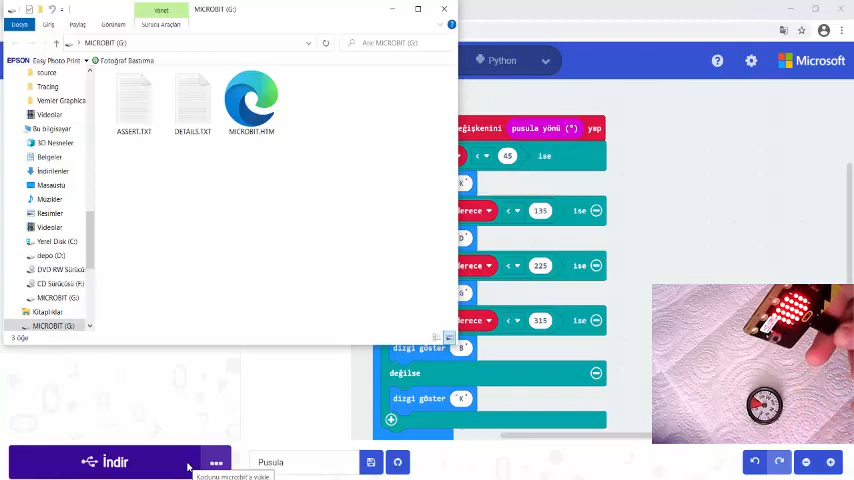 Yönet
MICROBIT (G:)
Dosya
Giriş
Paylaş
Görünüm
Sürücü Araçları
MICROBIT (G:)
Ara: MICROBIT (G:)
EPSON Easy Photo Print
Fotoğraf Bastırma
source
Tracing
Vernier Graphica
Videolar
Bu bilgisayar
3D Nesneler
Belgeler
İndirilenler
Masaüstü
Müzikler
Resimler
Videolar
Yerel Disk (C:)
depo (D:)
DVD RW Sürücü
CD Sürücüsü (F:)
MICROBIT (G:)
Kitaplıklar
MICROBIT (G:)
3 öğe
ASSERT.TXT
DETAILS.TXT
MICROBIT.HTM
Python
Microsoft
eğişkenini pusula yönü (°) yap
< 45 ise
K
derece < 135 ise
D
derece < 225 ise
G
derece < 315 ise
dizgi göster "B"
değilse
dizgi göster "K"
İndir
Pusula
Kodunu micro:bit'a yükle